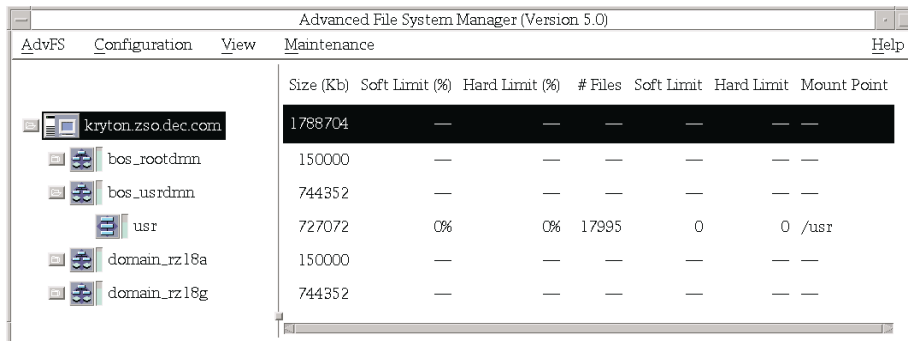 Advanced File System Manager (Version 5.0)
AdvFS Configuration View Maintenance Help
Size (Kb) Soft Limit (%) Hard Limit (%) # Files Soft Limit Hard Limit Mount Point
kryton.zso.dec.com 1788704 — — — — — —
bos_rootdmn 150000 — — — — — —
bos_usrdmn 744352 — — — — — —
usr 727072 0% 0% 17995 0 0 /usr
domain_rz18a 150000 — — — — — —
domain_rz18g 744352 — — — — — —